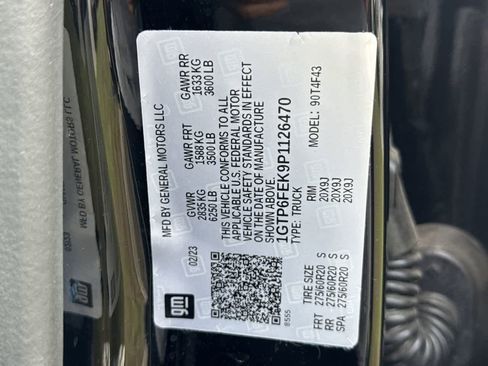 gm
MFD BY GENERAL MOTORS LLC
02/23
GVWR GAWR FRT GAWR RR
2835 KG 1588 KG 1633 KG
6250 LB 3500 LB 3600 LB
THIS VEHICLE CONFORMS TO ALL
APPLICABLE U.S. FEDERAL MOTOR
VEHICLE SAFETY STANDARDS IN EFFECT
ON THE DATE OF MANUFACTURE
SHOWN ABOVE.
1GTP6FEK9P1126470
TYPE: TRUCK MODEL: 90T4F43
8555
TIRE SIZE RIM
FRT 275/60R20 S 20X9J
RR 275/60R20 S 20X9J
SPA 275/60R20 S 20X9J